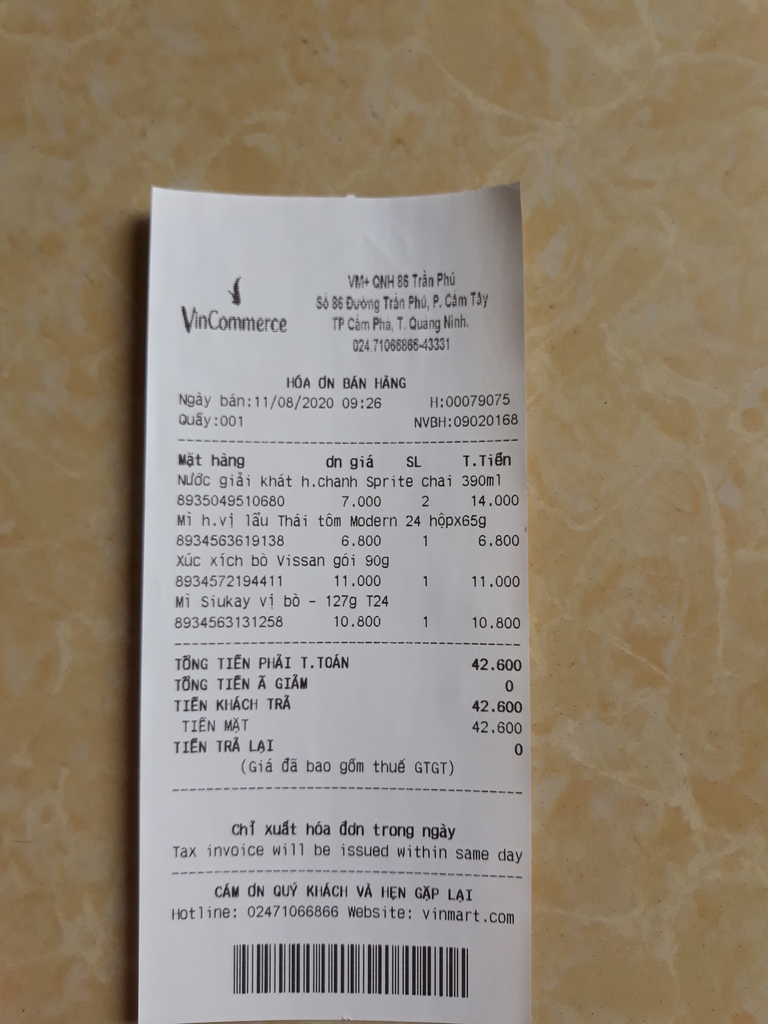 VinCommerce
VM+ QNH 86 Trần Phú
Số 86 Đường Trần Phú, P. Cẩm Tây
TP Cẩm Phả, T. Quảng Ninh.
024.71066866-43331
HÓA ƠN BÁN HÀNG
Ngày bán:11/08/2020 09:26 H:00079075
Quầy:001 NVBH:09020168
Mặt hàng ơn giá SL T.Tiền
Nước giải khát h.chanh Sprite chai 390ml
8935049510680 7.000 2 14.000
Mì h.vị lẩu Thái tôm Modern 24 hộpx65g
8934563619138 6.800 1 6.800
Xúc xích bò Vissan gói 90g
8934572194411 11.000 1 11.000
Mì Siukay vị bò - 127g T24
8934563131258 10.800 1 10.800
TỔNG TIỀN PHẢI T.TOÁN 42.600
TỔNG TIỀN Ã GIẢM 0
TIỀN KHÁCH TRẢ 42.600
TIỀN MẶT 42.600
TIỀN TRẢ LẠI 0
(Giá đã bao gồm thuế GTGT)
Chỉ xuất hóa đơn trong ngày
Tax invoice will be issued within same day
CÁM ƠN QUÝ KHÁCH VÀ HẸN GẶP LẠI
Hotline: 02471066866 Website: vinmart.com